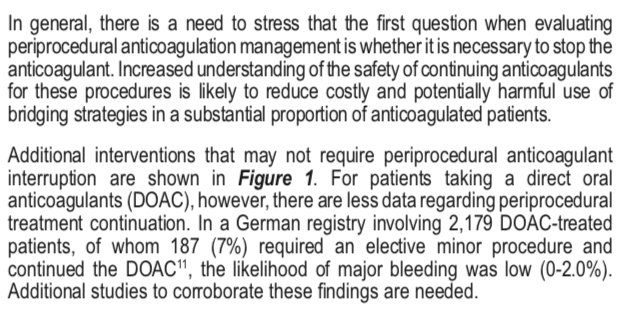 In general, there is a need to stress that the first question when evaluating
periprocedural anticoagulation management is whether it is necessary to stop the
anticoagulant. Increased understanding of the safety of continuing anticoagulants
for these procedures is likely to reduce costly and potentially harmful use of
bridging strategies in a substantial proportion of anticoagulated patients.
Additional interventions that may not require periprocedural anticoagulant
interruption are shown in Figure 1. For patients taking a direct oral
anticoagulants (DOAC), however, there are less data regarding periprocedural
treatment continuation. In a German registry involving 2,179 DOAC-treated
patients, of whom 187 (7%) required an elective minor procedure and
continued the DOAC¹¹, the likelihood of major bleeding was low (0-2.0%).
Additional studies to corroborate these findings are needed.